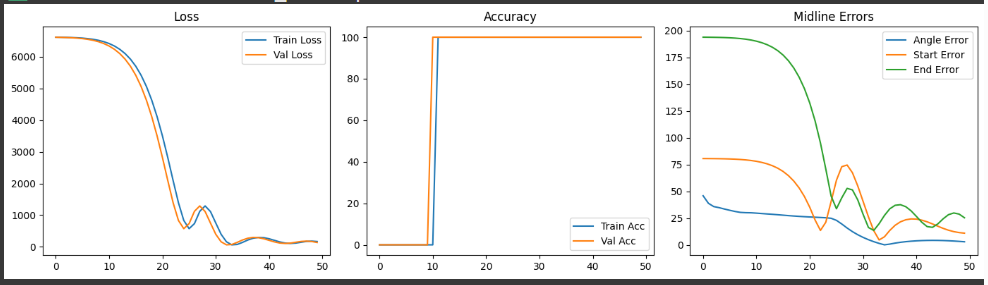 Loss
Train Loss
Val Loss
6000
5000
4000
3000
2000
1000
0
0 10 20 30 40 50
Accuracy
100
80
60
40
20
0
Train Acc
Val Acc
0 10 20 30 40 50
Midline Errors
200
175
150
125
100
75
50
25
0
Angle Error
Start Error
End Error
0 10 20 30 40 50